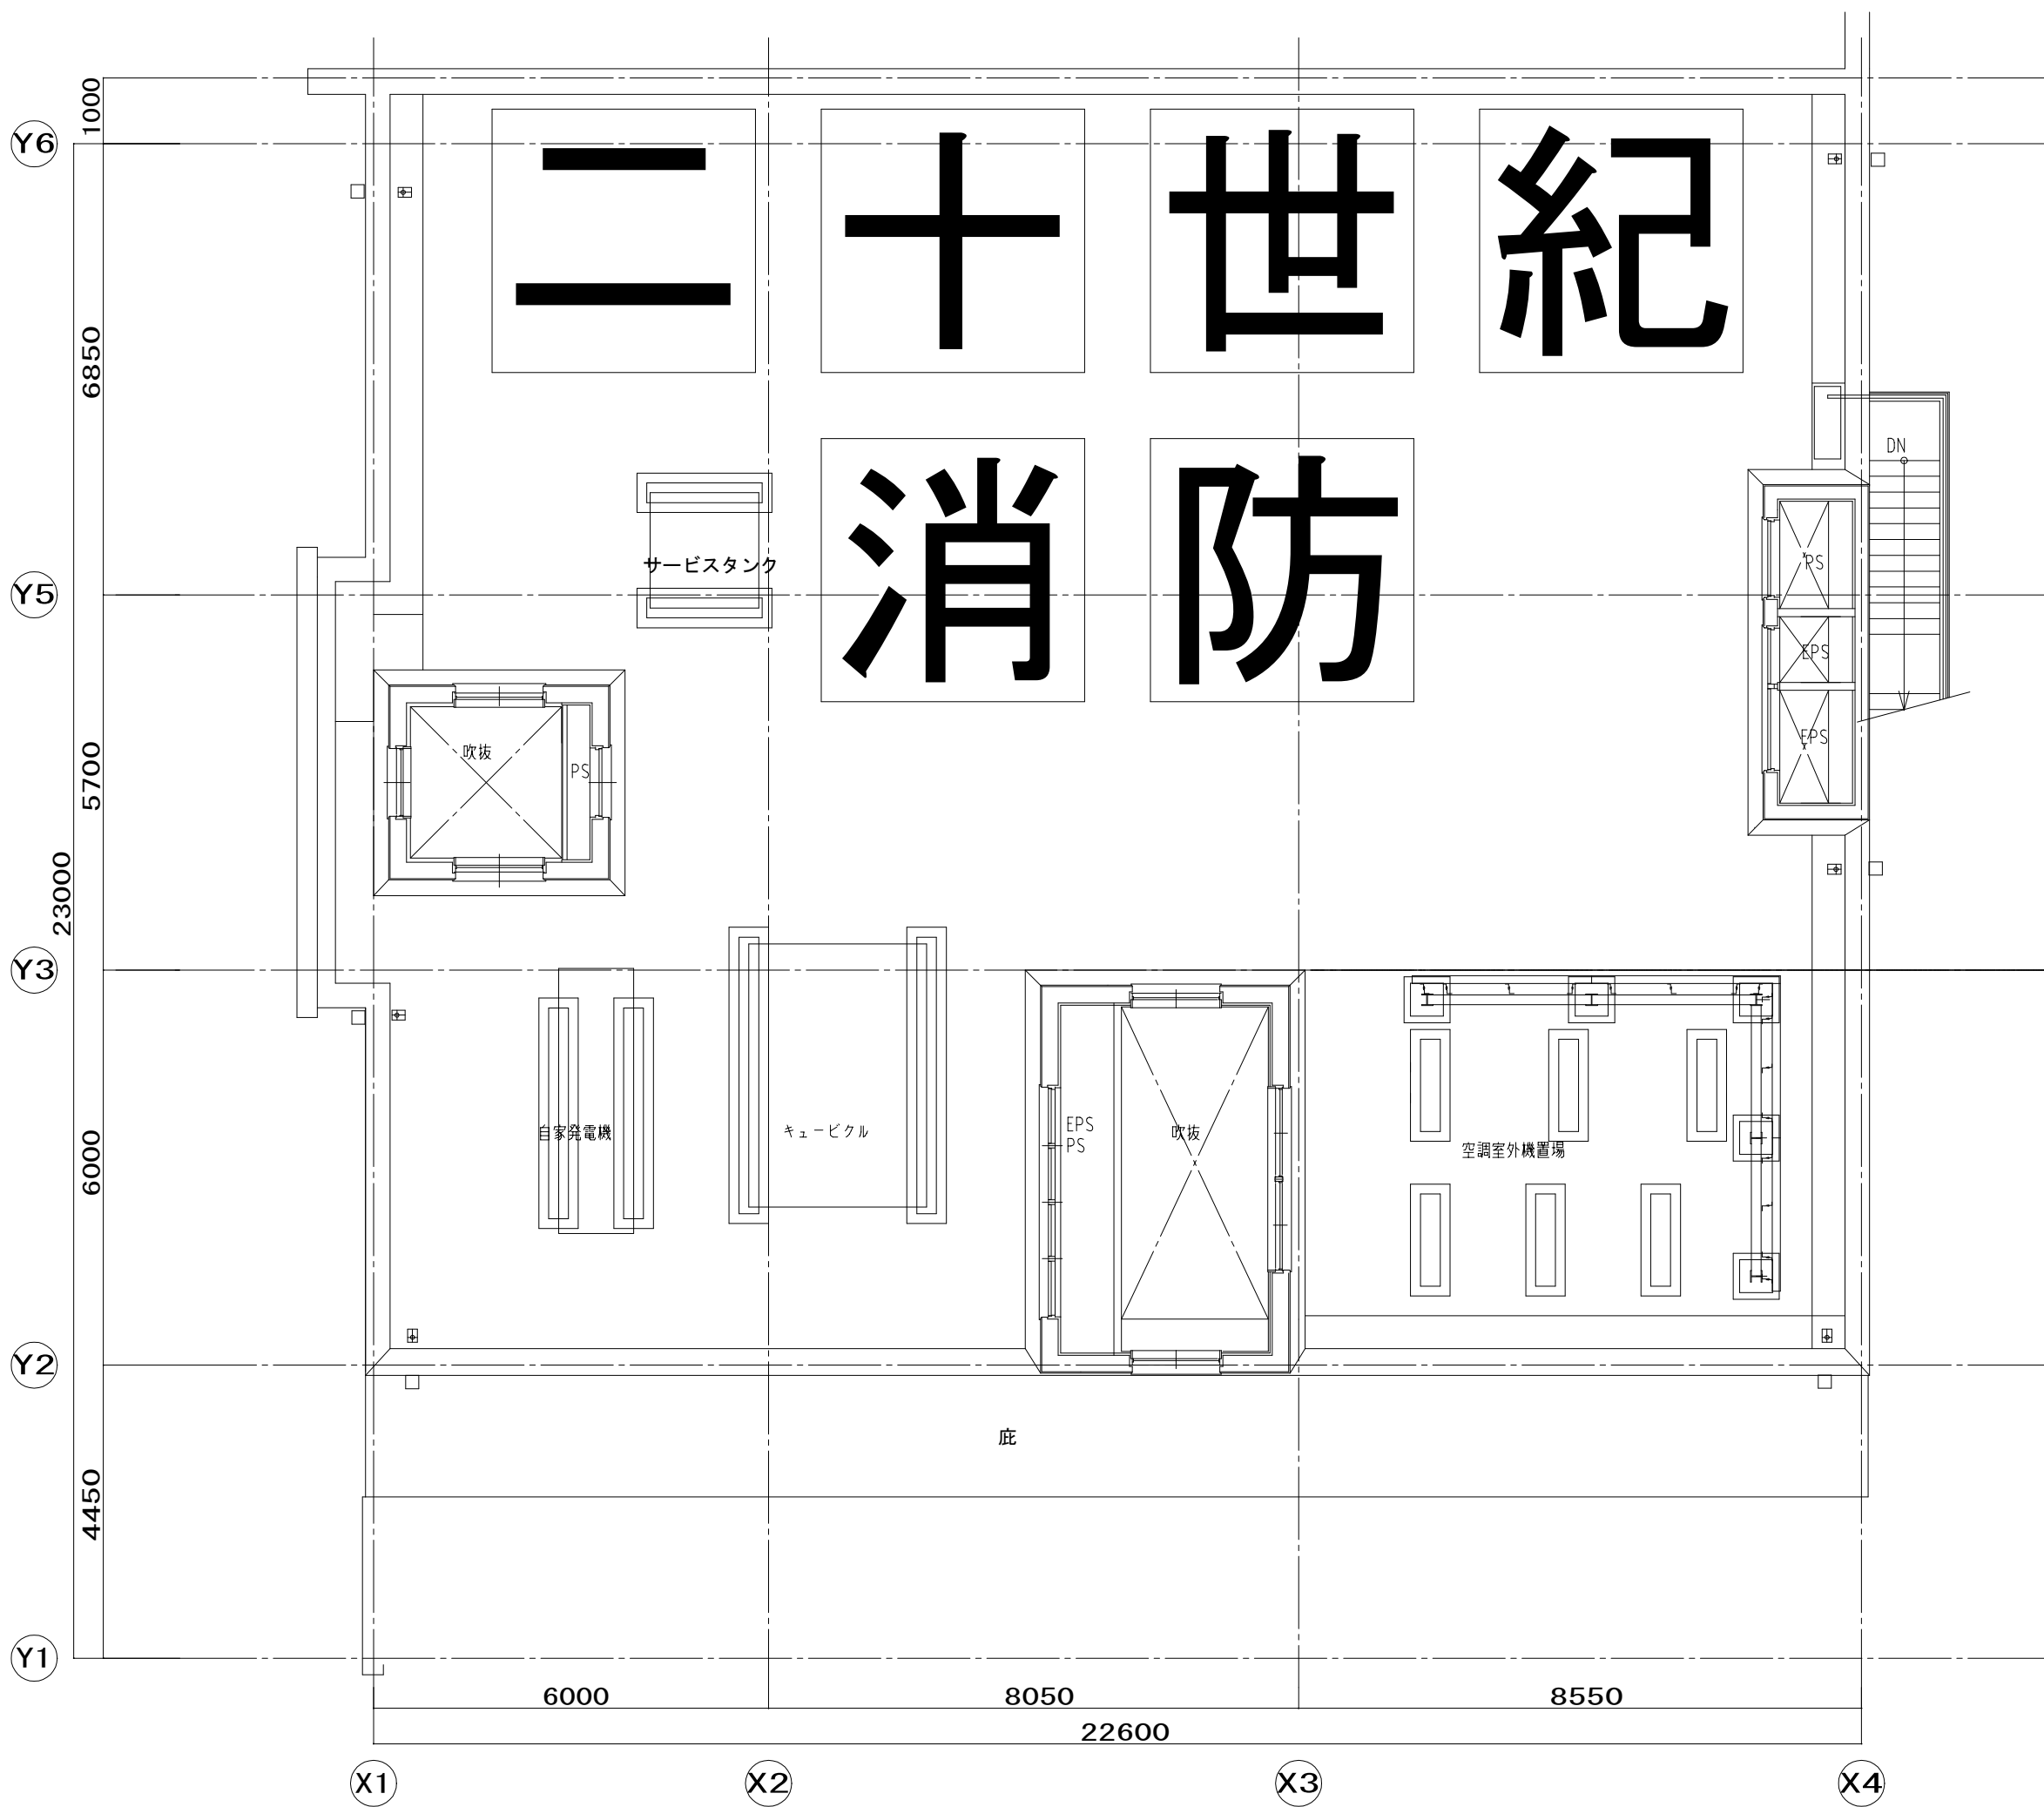 1000
Y6
二十世紀
6850
DN
消防
サービスタンク
PS
Y5
EPS
EPS
吹抜
PS
5700
23000
Y3
EPS
PS
吹抜
自家発電機
キュービクル
空調室外機置場
6000
Y2
庇
4450
Y1
6000
8050
8550
22600
X1
X2
X3
X4